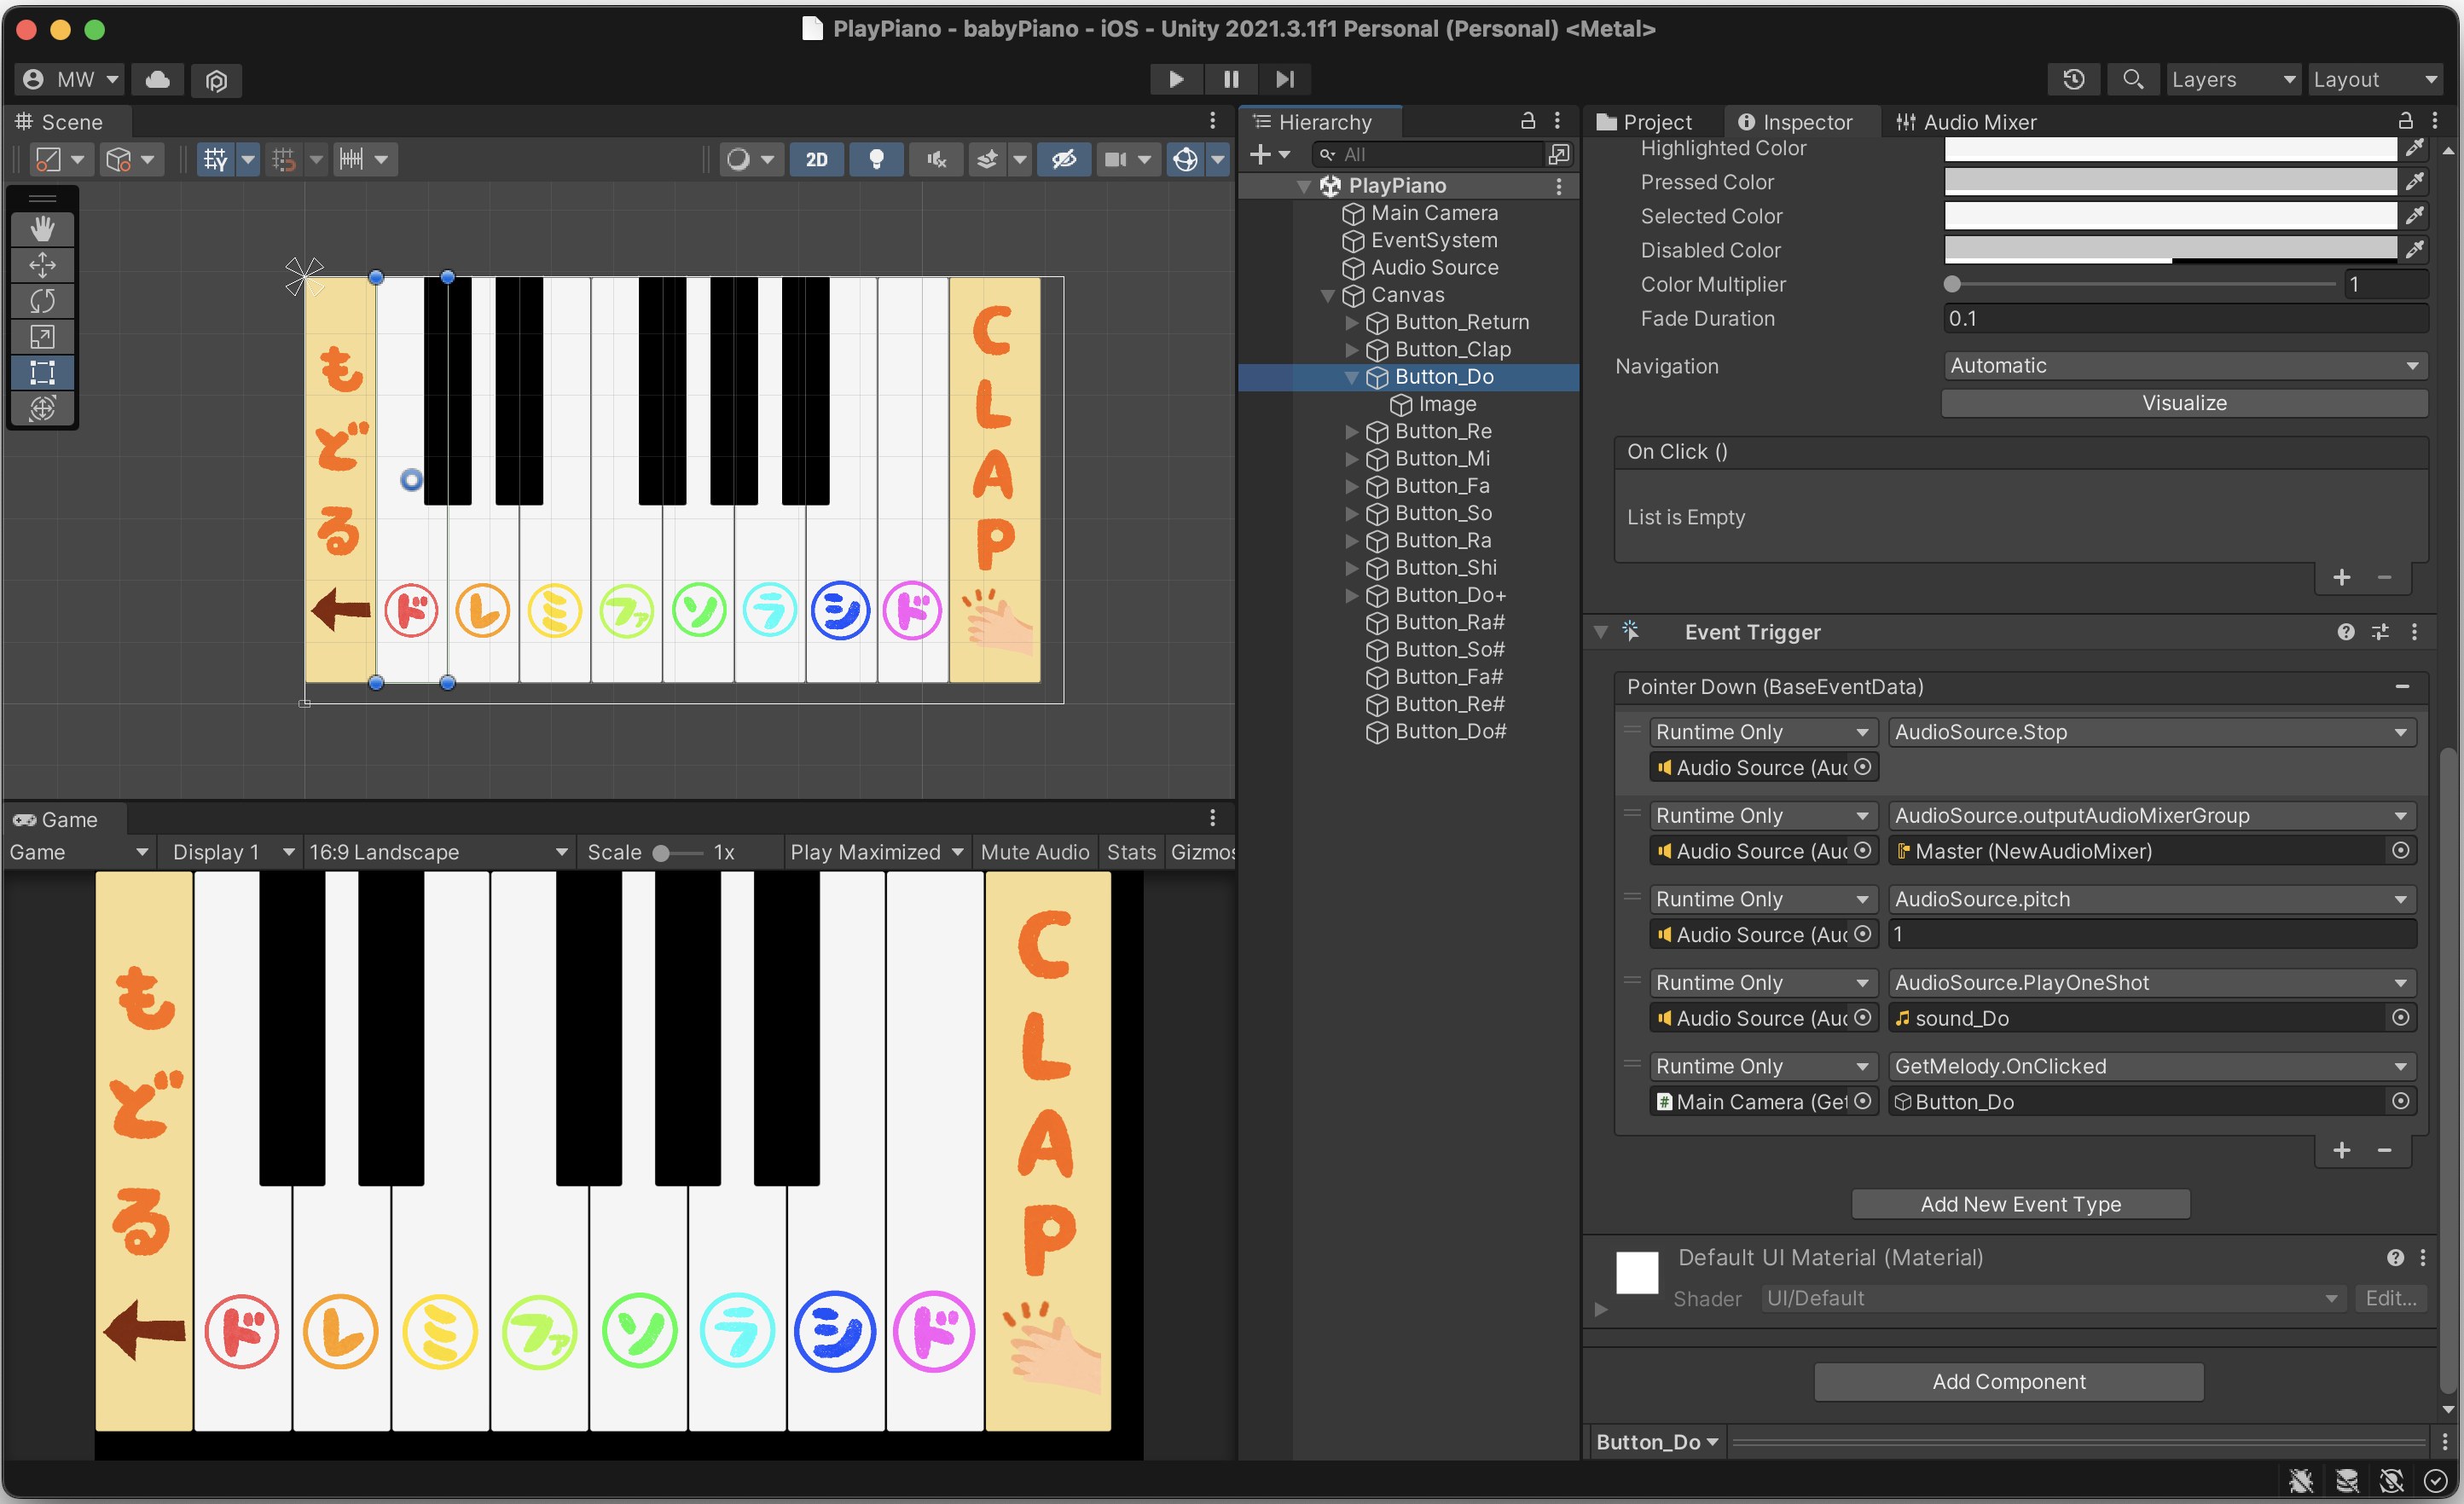 PlayPiano - babyPiano - iOS - Unity 2021.3.1f1 Personal (Personal) <Metal>
MW
Layers
Layout
Scene
2D
もどる
ド
レ
ミ
ファ
ソ
ラ
シ
ド
CLAP
Game
Game
Display 1
16:9 Landscape
Scale
1x
Play Maximized
Mute Audio
Stats
Gizmos
もどる
ド
レ
ミ
ファ
ソ
ラ
シ
ド
CLAP
Hierarchy
All
PlayPiano
Main Camera
EventSystem
Audio Source
Canvas
Button_Return
Button_Clap
Button_Do
Image
Button_Re
Button_Mi
Button_Fa
Button_So
Button_Ra
Button_Shi
Button_Do+
Button_Ra#
Button_So#
Button_Fa#
Button_Re#
Button_Do#
Project
Inspector
Audio Mixer
Highlighted Color
Pressed Color
Selected Color
Disabled Color
Color Multiplier
1
Fade Duration
0.1
Navigation
Automatic
Visualize
On Click ()
List is Empty
Event Trigger
Pointer Down (BaseEventData)
Runtime Only
AudioSource.Stop
Audio Source (Auc
Runtime Only
AudioSource.outputAudioMixerGroup
Audio Source (Auc
Master (NewAudioMixer)
Runtime Only
AudioSource.pitch
Audio Source (Auc
1
Runtime Only
AudioSource.PlayOneShot
Audio Source (Auc
sound_Do
Runtime Only
GetMelody.OnClicked
Main Camera (Get
Button_Do
Add New Event Type
Default UI Material (Material)
Shader
UI/Default
Edit...
Add Component
Button_Do